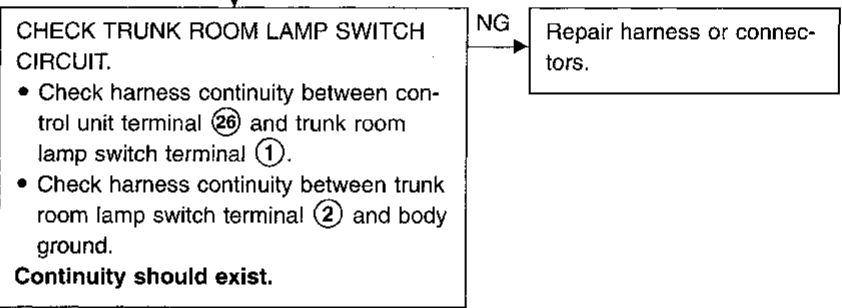 CHECK TRUNK ROOM LAMP SWITCH
CIRCUIT.
• Check harness continuity between con-
trol unit terminal 26 and trunk room
lamp switch terminal 1.
• Check harness continuity between trunk
room lamp switch terminal 2 and body
ground.
Continuity should exist.
NG
Repair harness or connec-
tors.